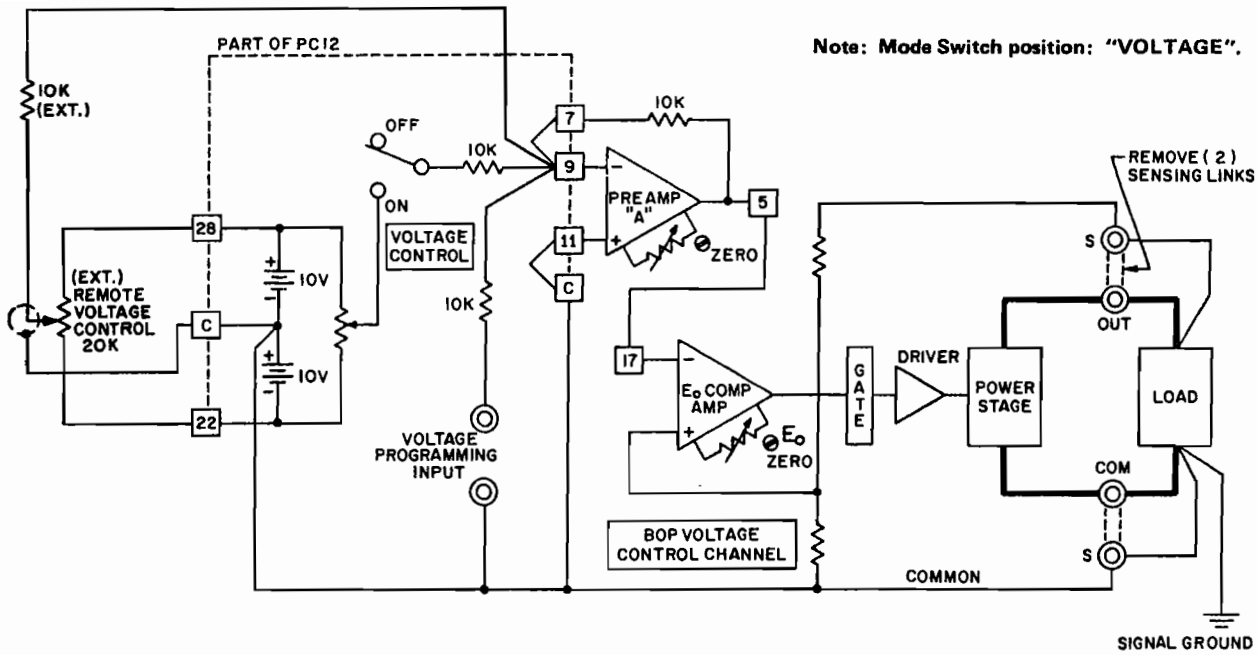 PART OF PC12
Note: Mode Switch position: "VOLTAGE".
10K
(EXT.)
OFF
10K
ON
VOLTAGE
CONTROL
7
9
11
C
10K
-
PREAMP
"A"
+
ZERO
5
REMOVE (2)
SENSING LINKS
S
OUT
28
(EXT.)
REMOTE
VOLTAGE
CONTROL
20K
C
22
+
-
10V
+
-
10V
10K
VOLTAGE
PROGRAMMING
INPUT
17
-
Eo COMP
AMP
+
Eo
ZERO
GATE
DRIVER
POWER
STAGE
LOAD
COM
S
BOP VOLTAGE
CONTROL CHANNEL
COMMON
SIGNAL GROUND